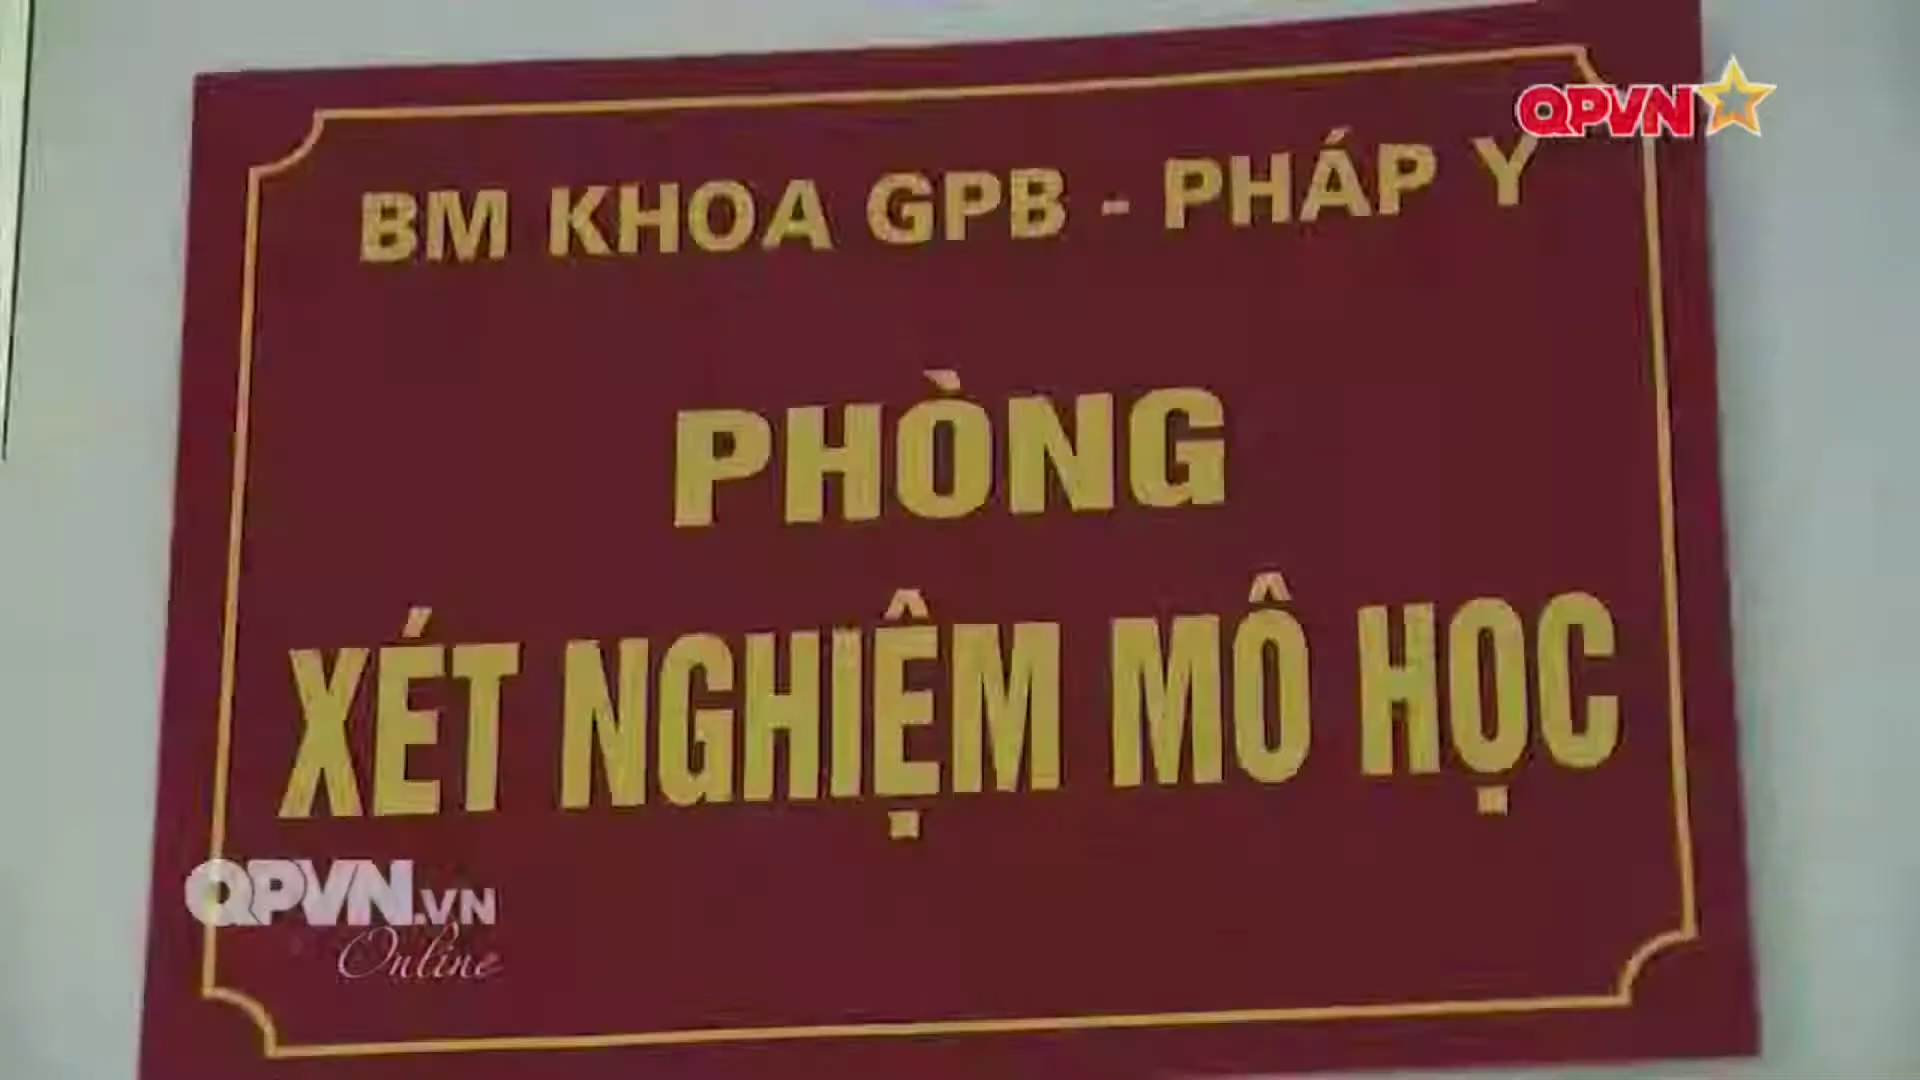 QPVN
BM KHOA GPB - PHÁP Y
PHÒNG
XÉT NGHIỆM MÔ HỌC
QPVN.VN
Online